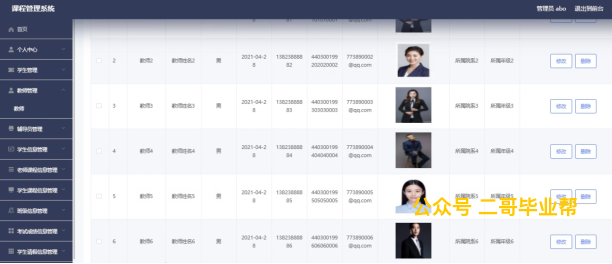 课程管理系统
管理员 abo 退出到前台
首页
个人中心
学生管理
教师管理
教师
辅导员管理
学生信息管理
老师课程信息管理
学生课程信息管理
班级信息管理
考试成绩信息管理
学生请假信息管理
2 教师2 教师姓名2 男 2021-04-28 13823888882 440300199202020002 773890002@qq.com 所属院系2 所属年级2 修改 删除
3 教师3 教师姓名3 男 2021-04-28 13823888883 440300199303030003 773890003@qq.com 所属院系3 所属年级3 修改 删除
4 教师4 教师姓名4 男 2021-04-28 13823888884 440300199404040004 773890004@qq.com 所属院系4 所属年级4 修改 删除
5 教师5 教师姓名5 男 2021-04-28 13823888885 440300199505050005 773890005@qq.com 所属院系5 所属年级5 修改 删除
公众号 二哥毕业帮
6 教师6 教师姓名6 男 2021-04-28 13823888886 440300199606060006 773890006@qq.com 所属院系6 所属年级6 修改 删除